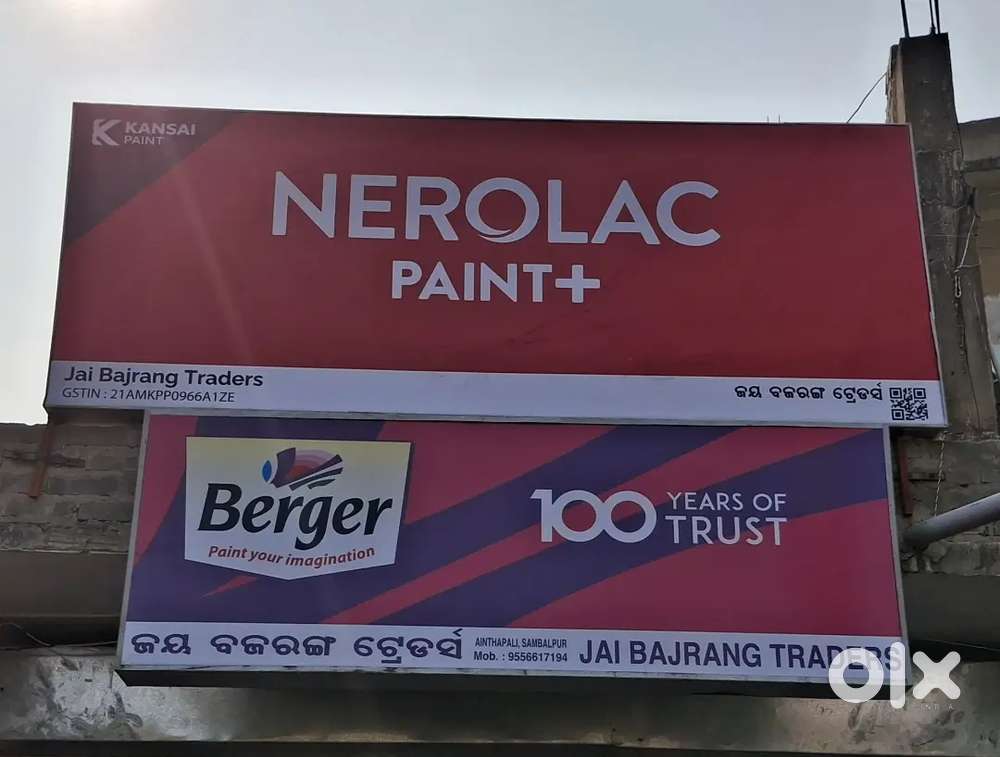 KANSAI
PAINT
NEROLAC
PAINT+
Jai Bajrang Traders
GSTIN : 21AMKPP0966A1ZE
ଜୟ ବଜରଙ୍ଗ ଟ୍ରେଡର୍ସ
Berger
Paint your imagination
100 YEARS OF
TRUST
ଜୟ ବଜରଙ୍ଗ ଟ୍ରେଡର୍ସ
AINTHAPALI, SAMBALPUR
Mob. : 9556617194
JAI BAJRANG TRADERS
olx
INDIA